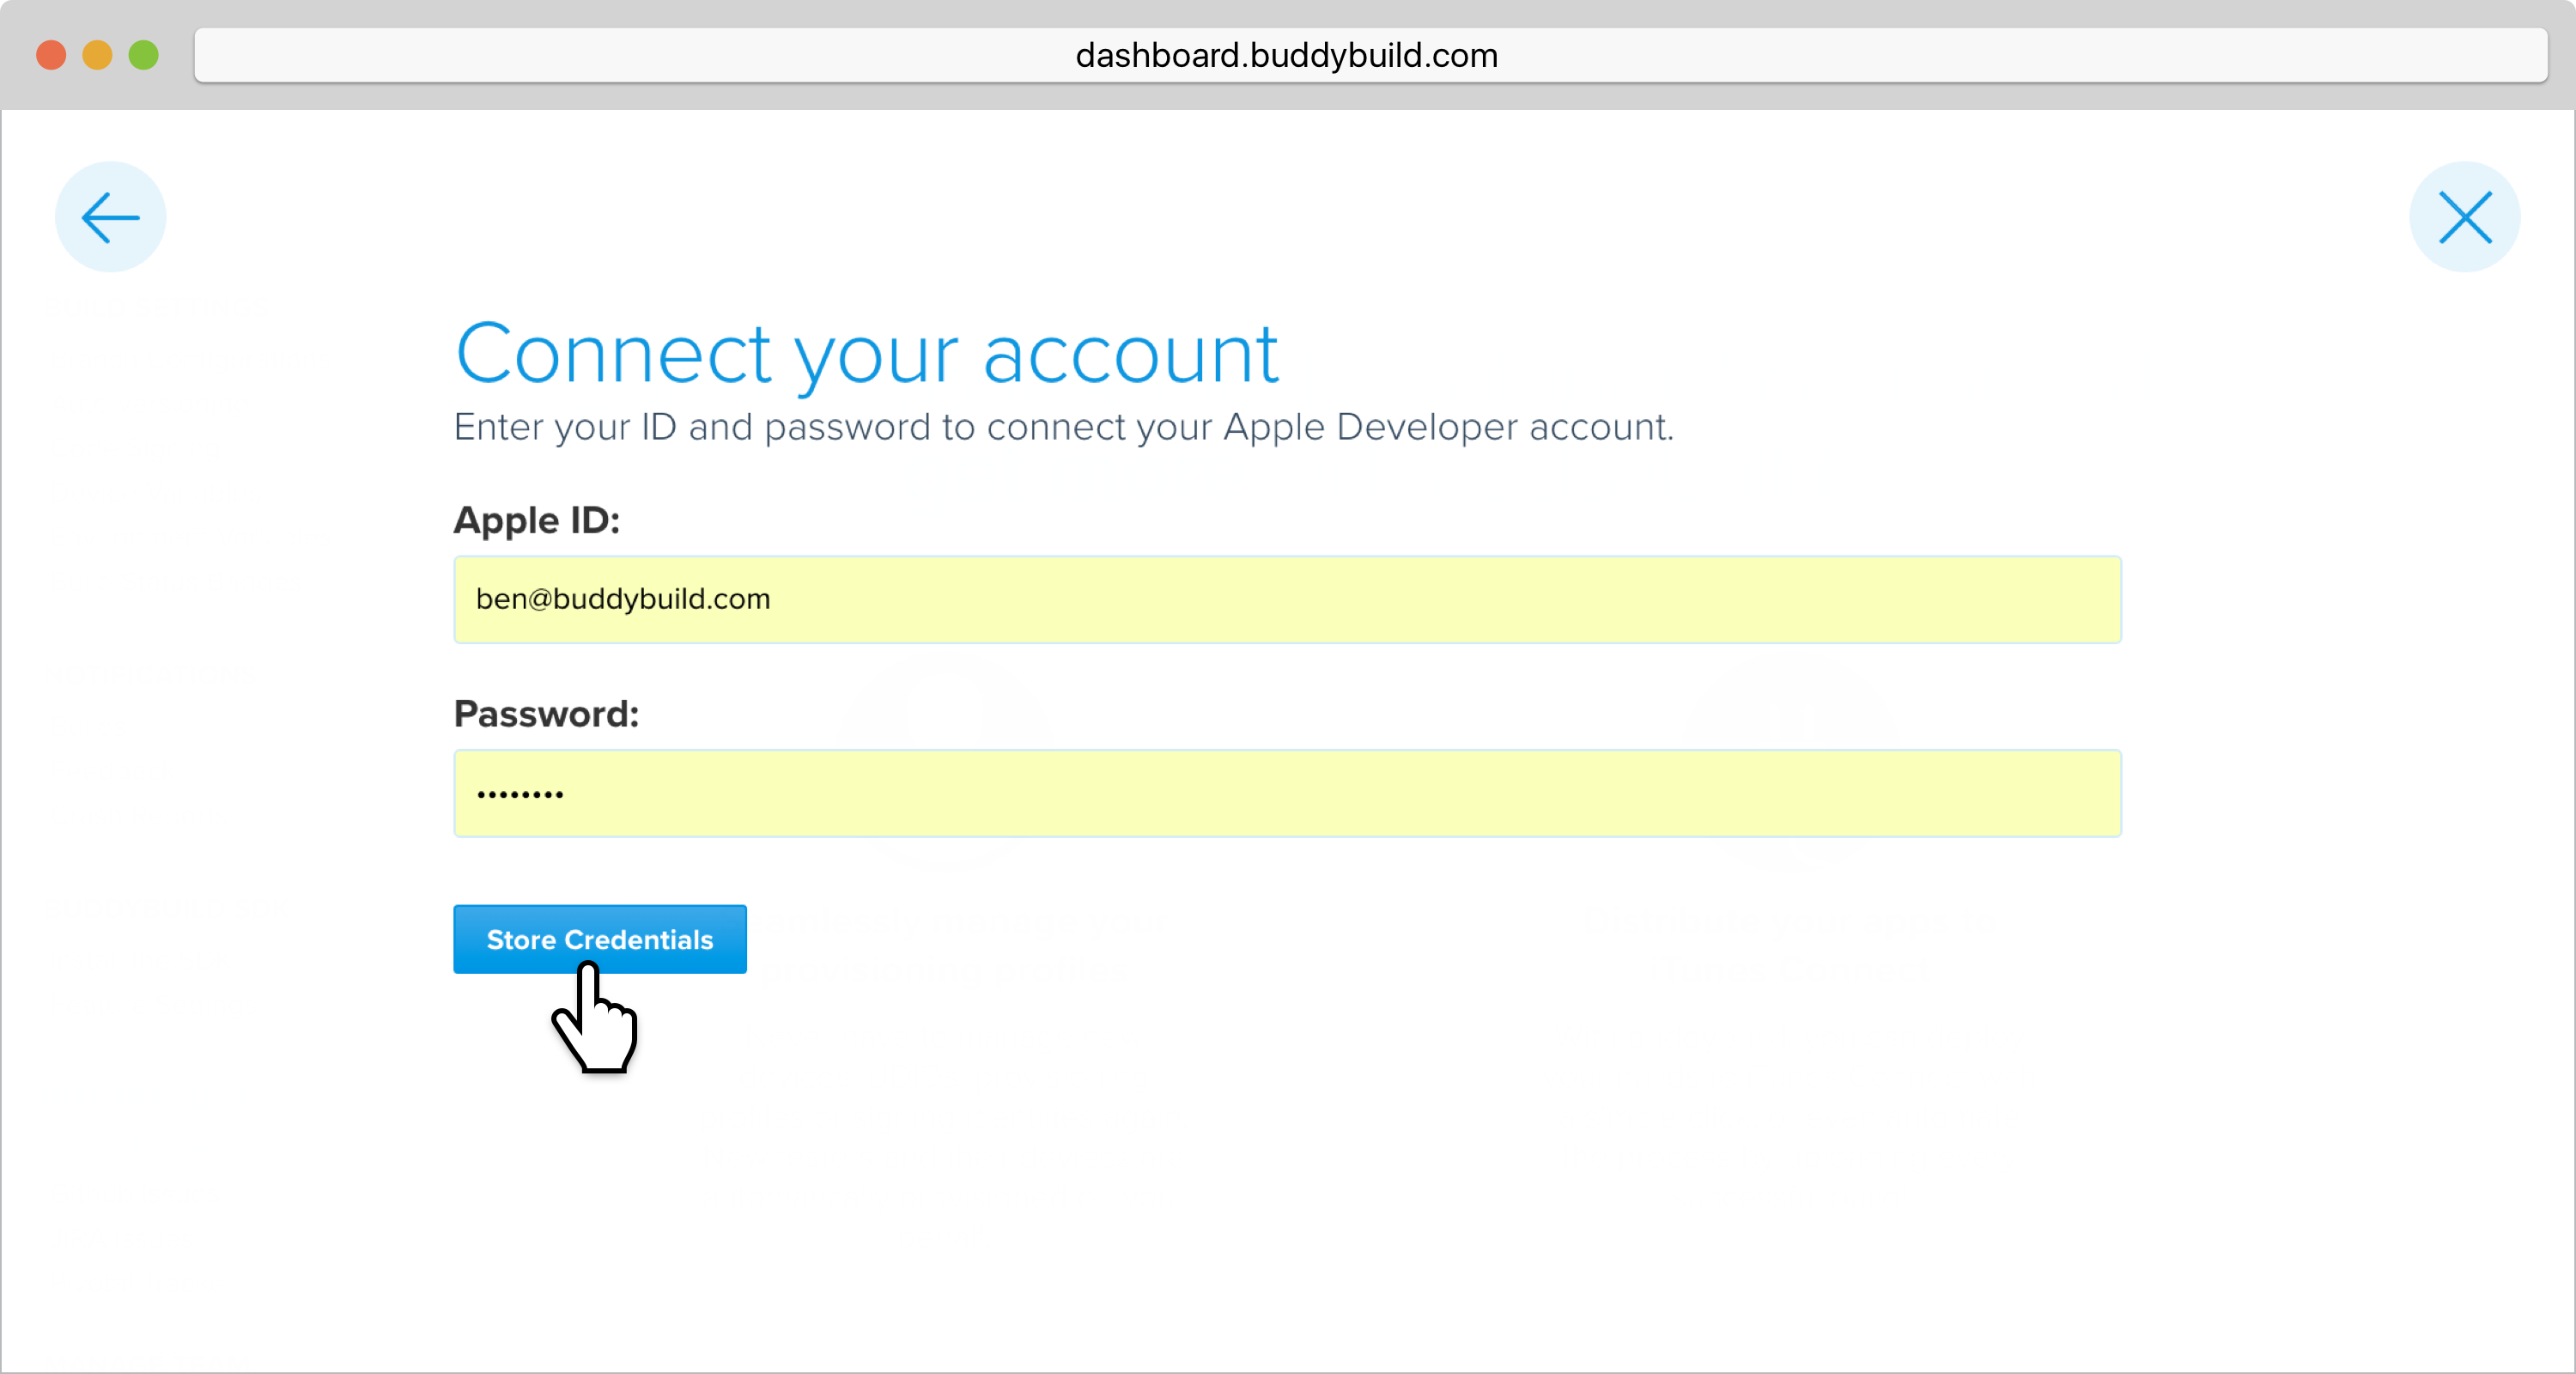 dashboard.buddybuild.com
Connect your account
Enter your ID and password to connect your Apple Developer account.
Apple ID:
ben@buddybuild.com
Password:
••••••••
Store Credentials